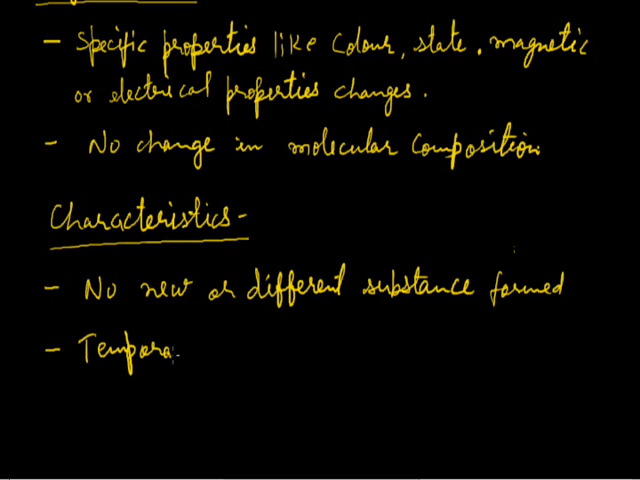 - Specific properties like colour, state, magnetic
or electrical properties changes.
- No change in molecular composition.
Characteristics -
- No new or different substance formed
- Tempora